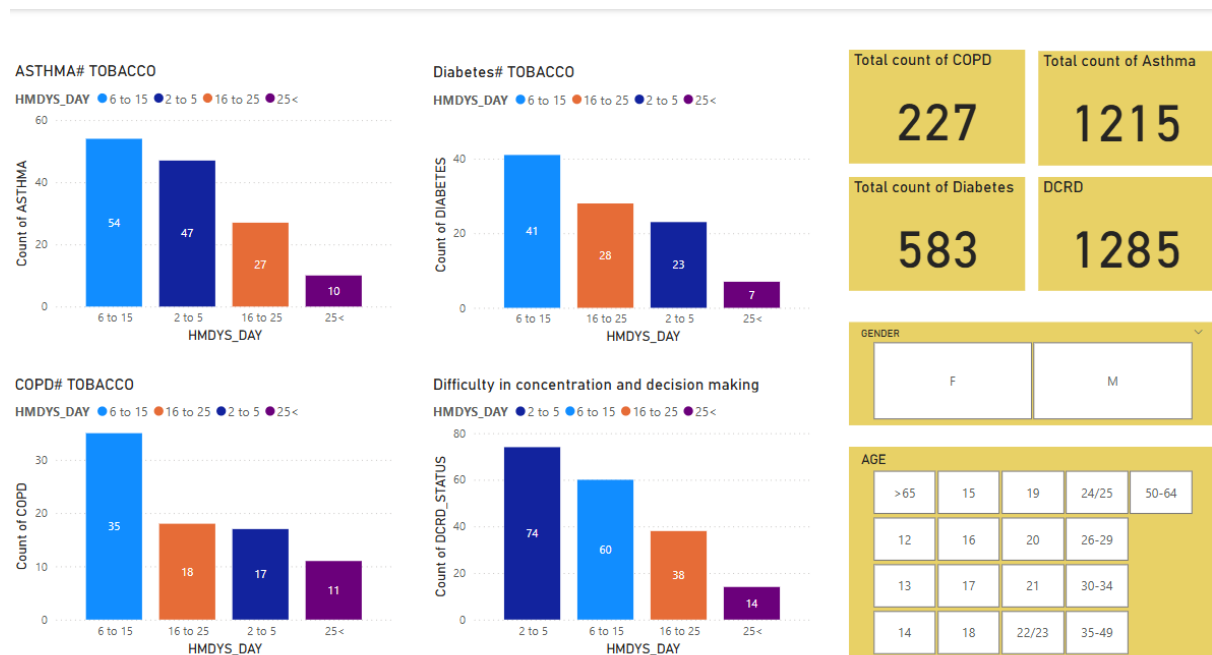 ASTHMA# TOBACCO
HMDYS_DAY 6 to 15 2 to 5 16 to 25 25<
60
40
20
0
Count of ASTHMA
54
47
27
10
6 to 15 2 to 5 16 to 25 25<
HMDYS_DAY
Diabetes# TOBACCO
HMDYS_DAY 6 to 15 16 to 25 2 to 5 25<
40
20
0
Count of DIABETES
41
28
23
7
6 to 15 16 to 25 2 to 5 25<
HMDYS_DAY
Total count of COPD
227
Total count of Asthma
1215
Total count of Diabetes
583
DCRD
1285
COPD# TOBACCO
HMDYS_DAY 6 to 15 16 to 25 2 to 5 25<
30
20
10
0
Count of COPD
35
18
17
11
6 to 15 16 to 25 2 to 5 25<
HMDYS_DAY
Difficulty in concentration and decision making
HMDYS_DAY 2 to 5 6 to 15 16 to 25 25<
80
60
40
20
0
Count of DCRD_STATUS
74
60
38
14
2 to 5 6 to 15 16 to 25 25<
HMDYS_DAY
GENDER
F M
AGE
>65 15 19 24/25 50-64
12 16 20 26-29
13 17 21 30-34
14 18 22/23 35-49